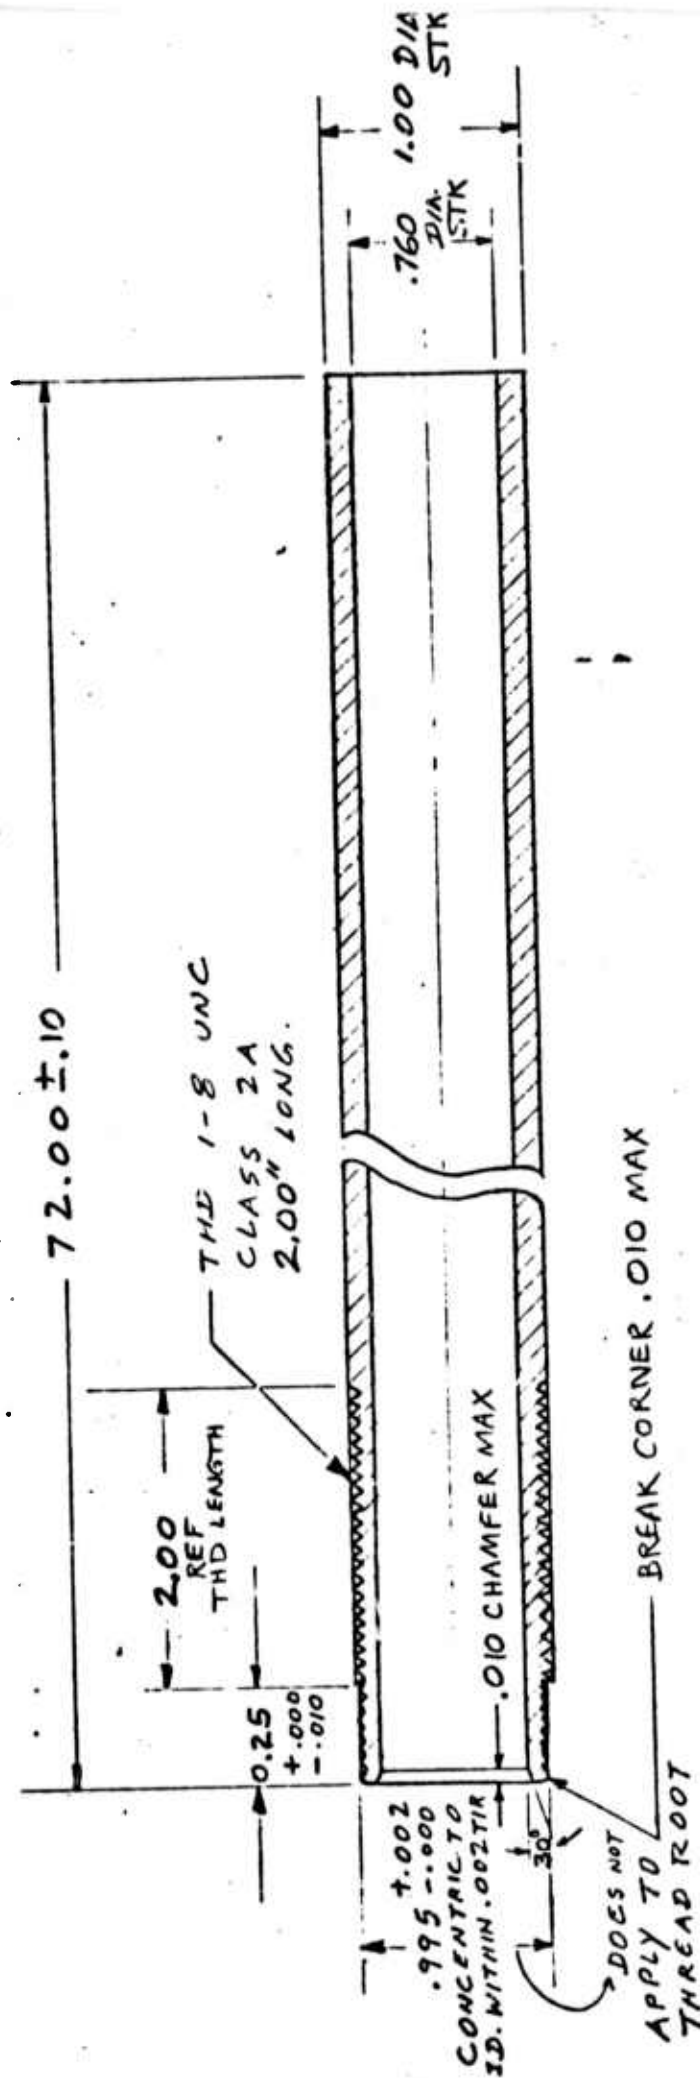 72.00 ±.10
THD 1-8 UNC
CLASS 2A
2.00" LONG.
2.00
REF
THD LENGTH
0.25
+.000
-.010
.760
DIA.
STK
1.00 DIA
STK
.010 CHAMFER MAX
.995 +.002
-.000
CONCENTRIC TO
I.D. WITHIN .002 TIR
30°
DOES NOT
APPLY TO
THREAD ROOT
BREAK CORNER .010 MAX